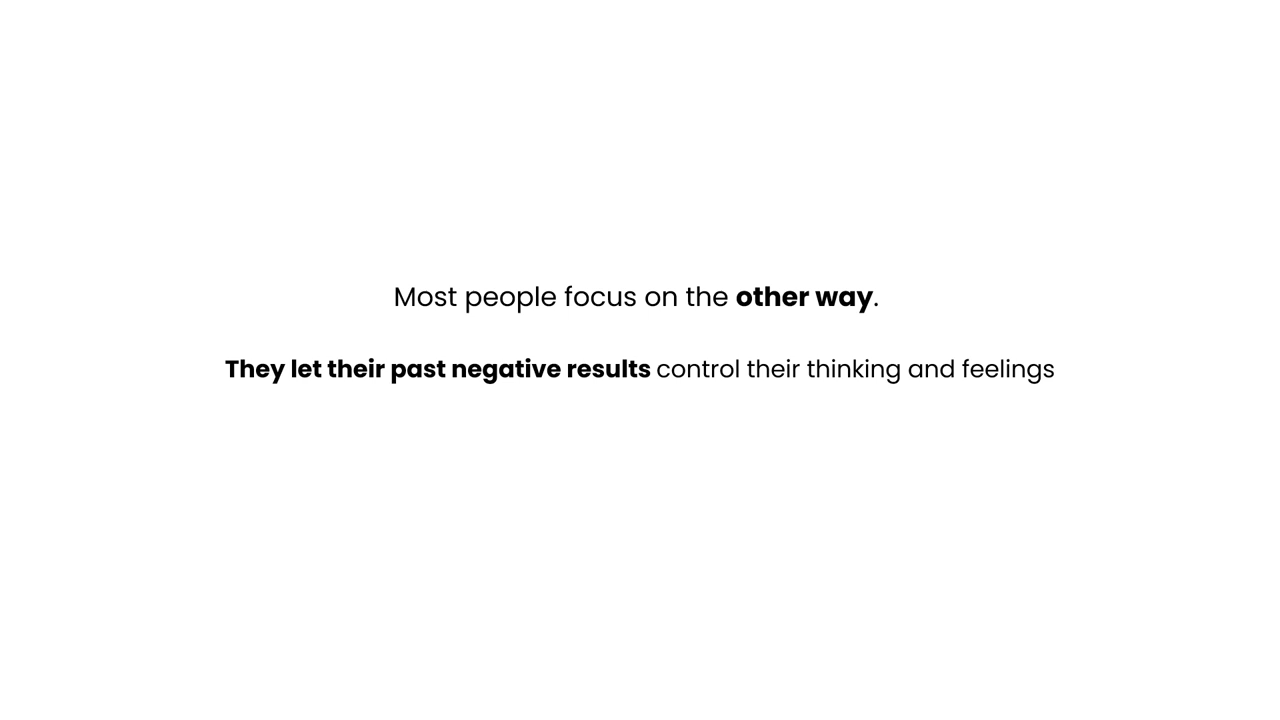 Most people focus on the other way.
They let their past negative results control their thinking and feelings